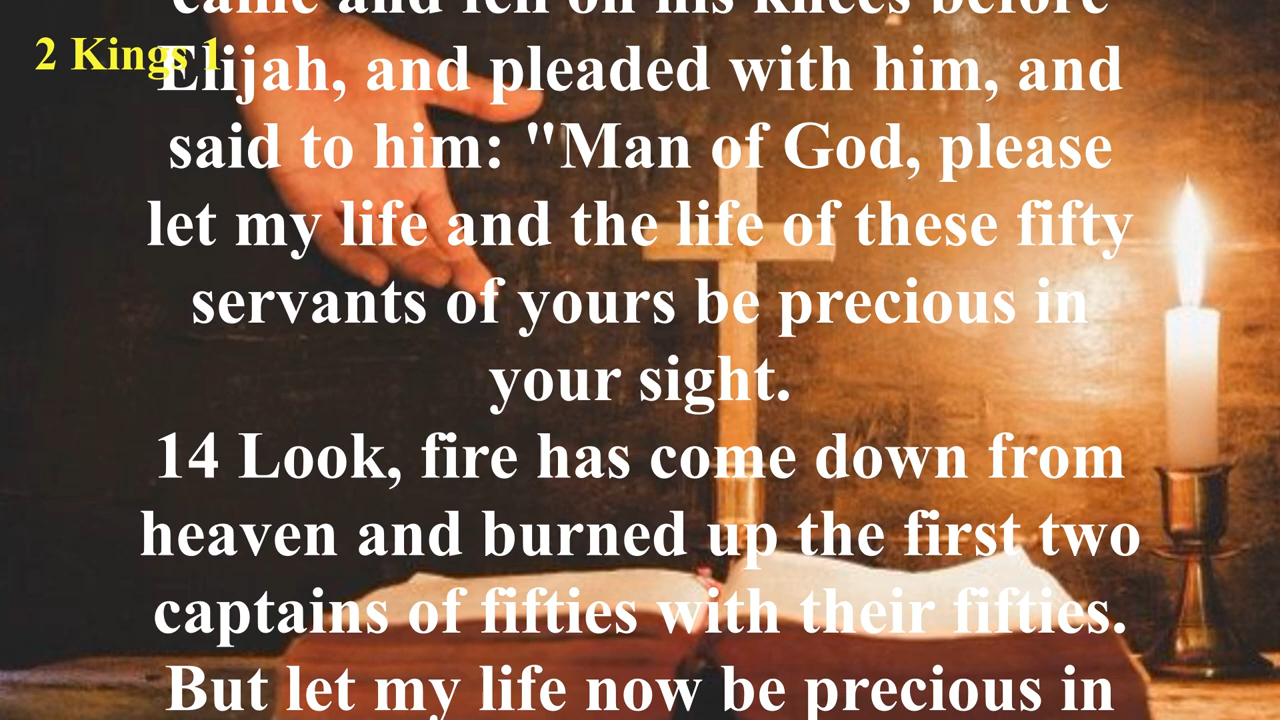 came and fell on his knees before
2 Kings 1
Elijah, and pleaded with him, and
said to him: "Man of God, please
let my life and the life of these fifty
servants of yours be precious in
your sight.
14 Look, fire has come down from
heaven and burned up the first two
captains of fifties with their fifties.
But let my life now be precious in